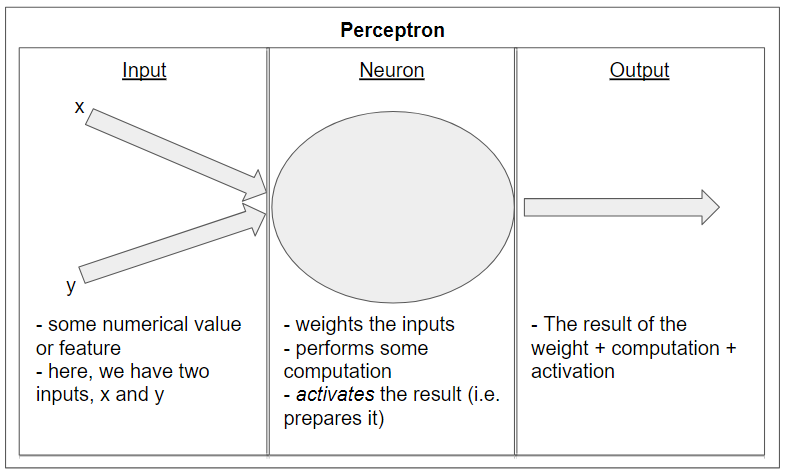 Perceptron
Input
Neuron
Output
x
y
- some numerical value
or feature
- here, we have two
inputs, x and y
- weights the inputs
- performs some
computation
- activates the result (i.e.
prepares it)
- The result of the
weight + computation +
activation